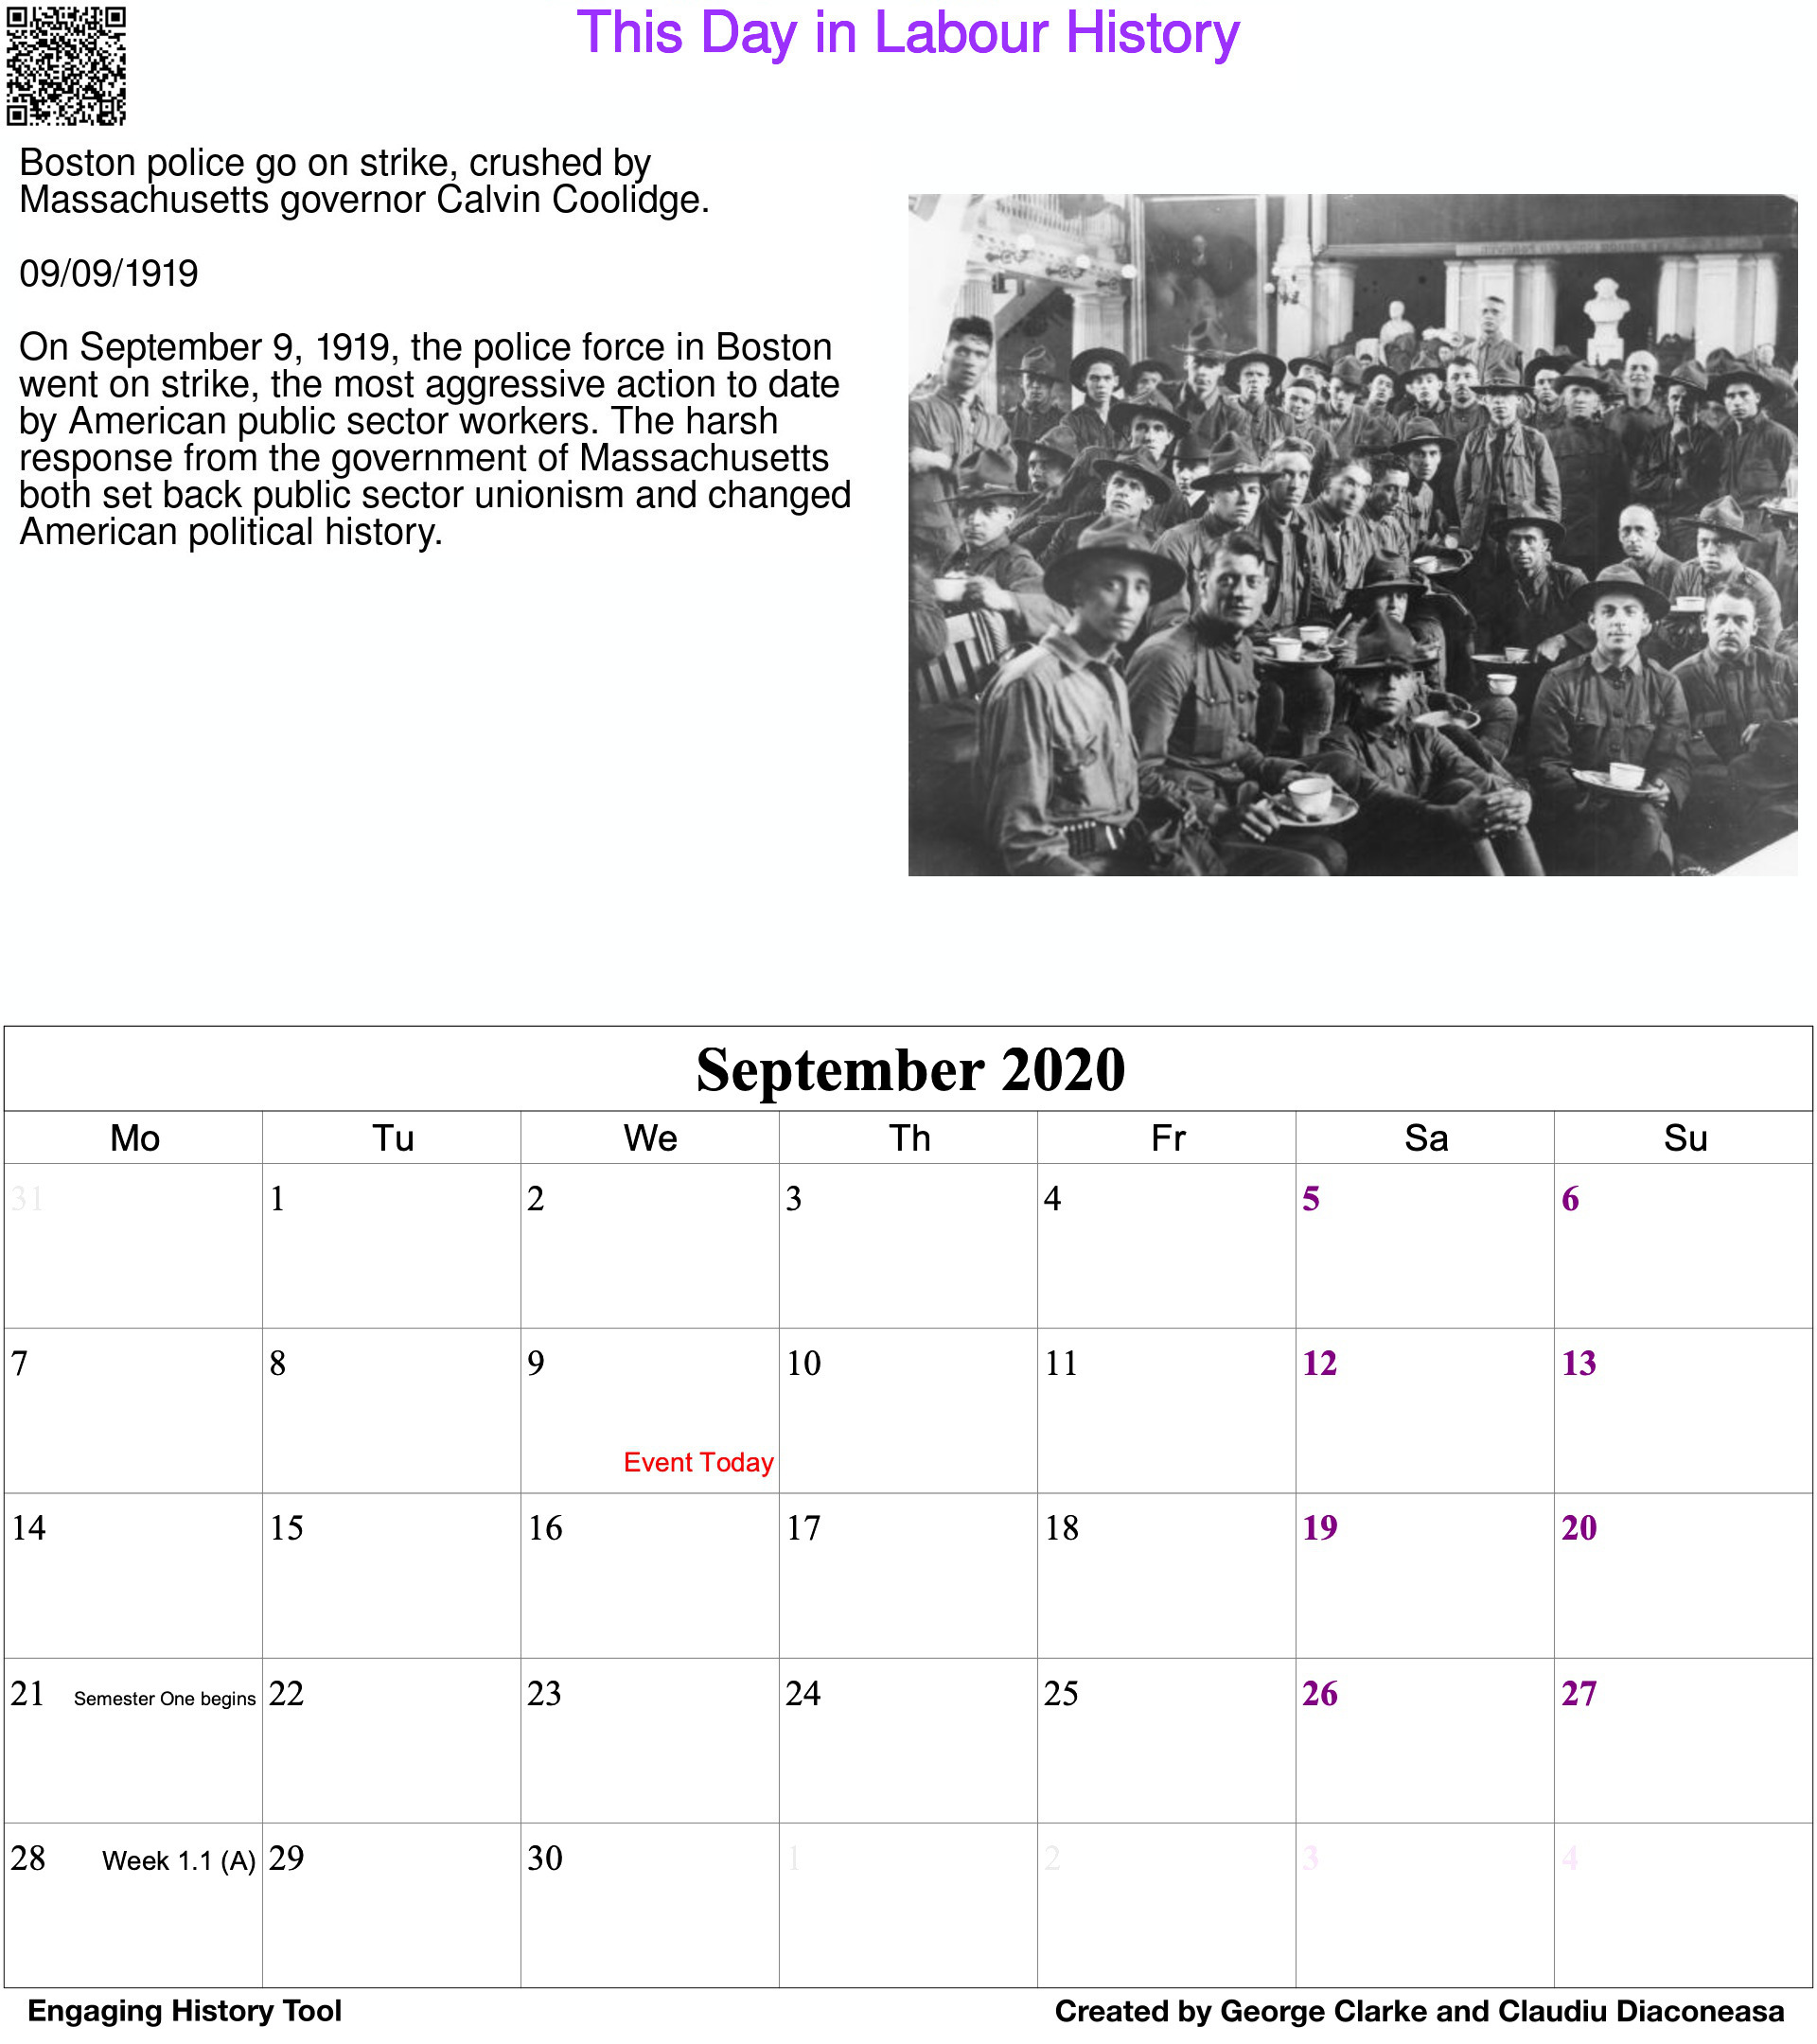 This Day in Labour History
Boston police go on strike, crushed by
Massachusetts governor Calvin Coolidge.
09/09/1919
On September 9, 1919, the police force in Boston
went on strike, the most aggressive action to date
by American public sector workers. The harsh
response from the government of Massachusetts
both set back public sector unionism and changed
American political history.
September 2020
Mo Tu We Th Fr Sa Su
31 1 2 3 4 5 6
7 8 9 10 11 12 13
Event Today
14 15 16 17 18 19 20
21 Semester One begins 22 23 24 25 26 27
28 Week 1.1 (A) 29 30 1 2 3 4
Engaging History Tool
Created by George Clarke and Claudiu Diaconeasa